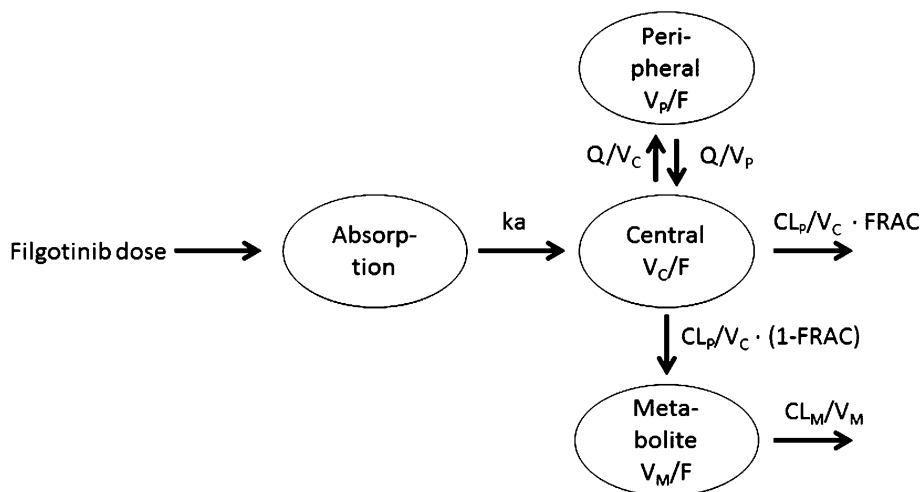 Peri-
pheral
V_P/F
Q/V_C
Q/V_P
Filgotinib dose
Absorp-
tion
ka
Central
V_C/F
CL_P/V_C · FRAC
CL_P/V_C · (1-FRAC)
Meta-
bolite
V_M/F
CL_M/V_M